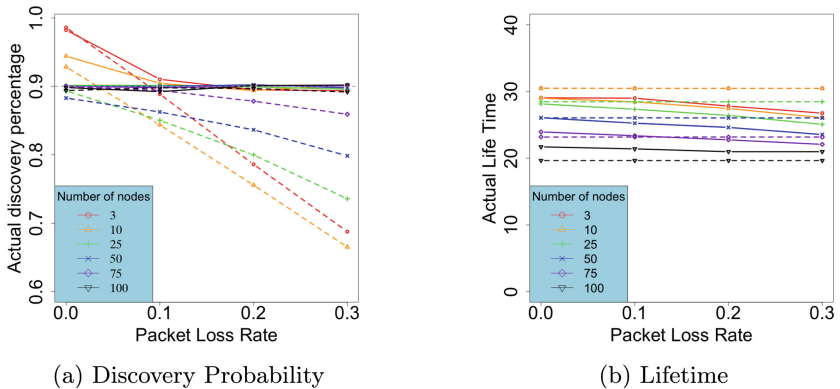 Actual discovery percentage
1.0
0.9
0.8
0.7
0.6
Number of nodes
3
10
25
50
75
100
0.0 0.1 0.2 0.3
Packet Loss Rate
(a) Discovery Probability
Actual Life Time
40
30
20
10
0
Number of nodes
3
10
25
50
75
100
0.0 0.1 0.2 0.3
Packet Loss Rate
(b) Lifetime